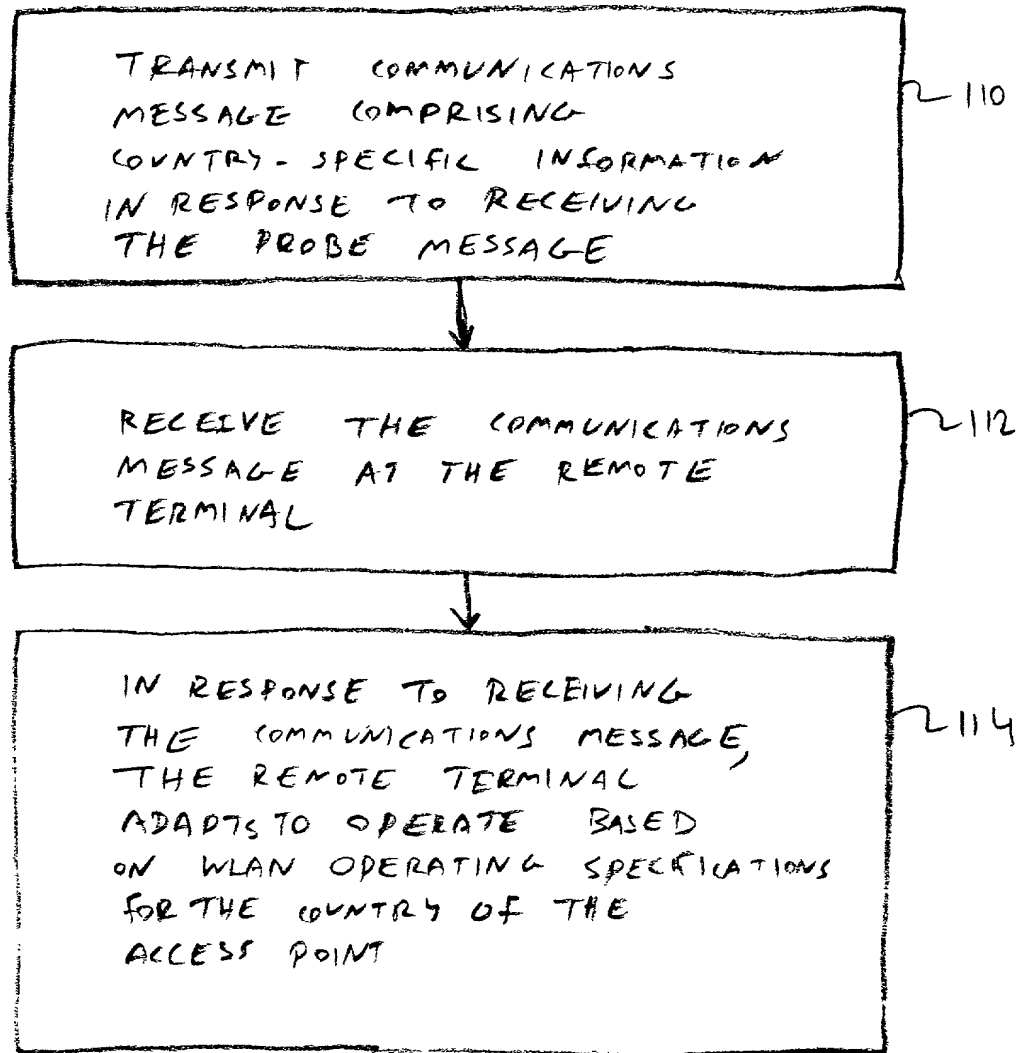 TRANSMIT COMMUNICATIONS
MESSAGE COMPRISING
COUNTRY-SPECIFIC INFORMATION
IN RESPONSE TO RECEIVING
THE PROBE MESSAGE
110
RECEIVE THE COMMUNICATIONS
MESSAGE AT THE REMOTE
TERMINAL
112
IN RESPONSE TO RECEIVING
THE COMMUNICATIONS MESSAGE,
THE REMOTE TERMINAL
ADAPTS TO OPERATE BASED
ON WLAN OPERATING SPECIFICATIONS
FOR THE COUNTRY OF THE
ACCESS POINT
114